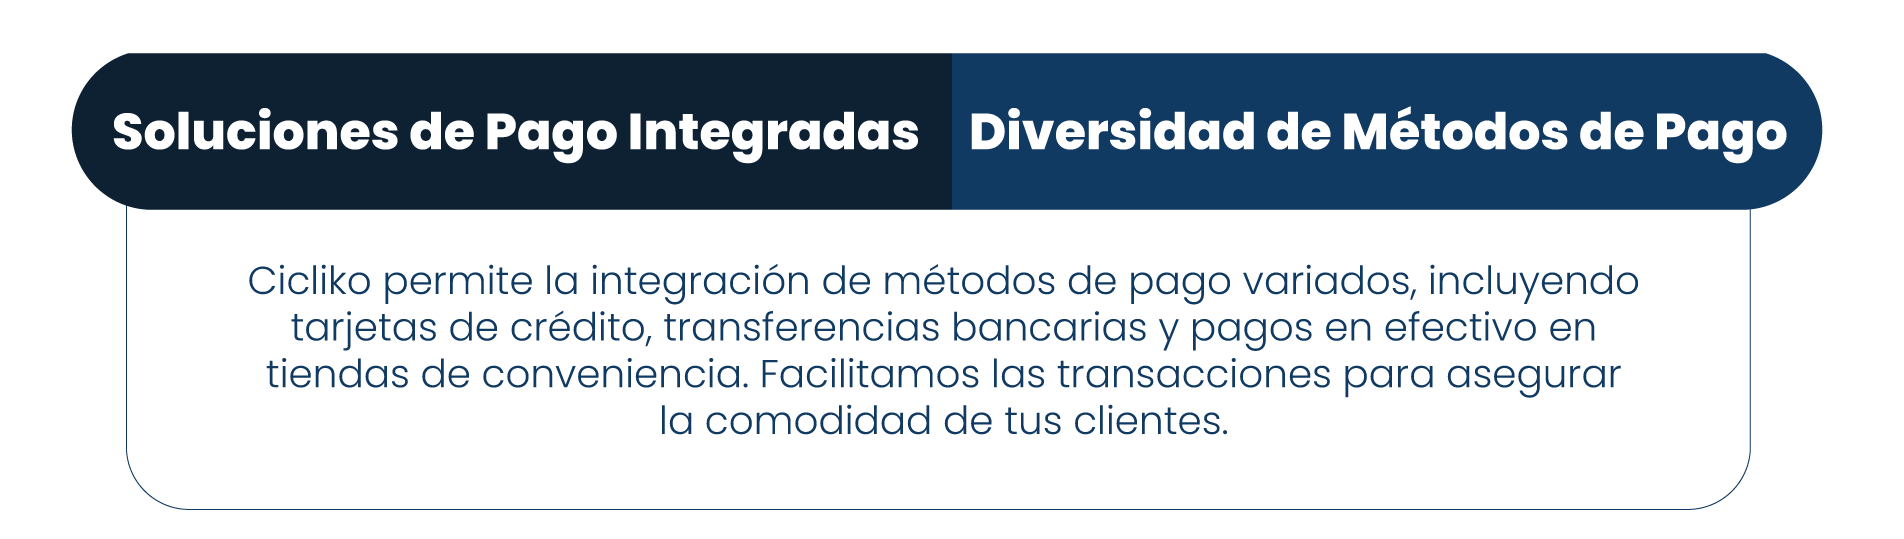 Soluciones de Pago Integradas
Diversidad de Métodos de Pago
Cicliko permite la integración de métodos de pago variados, incluyendo
tarjetas de crédito, transferencias bancarias y pagos en efectivo en
tiendas de conveniencia. Facilitamos las transacciones para asegurar
la comodidad de tus clientes.